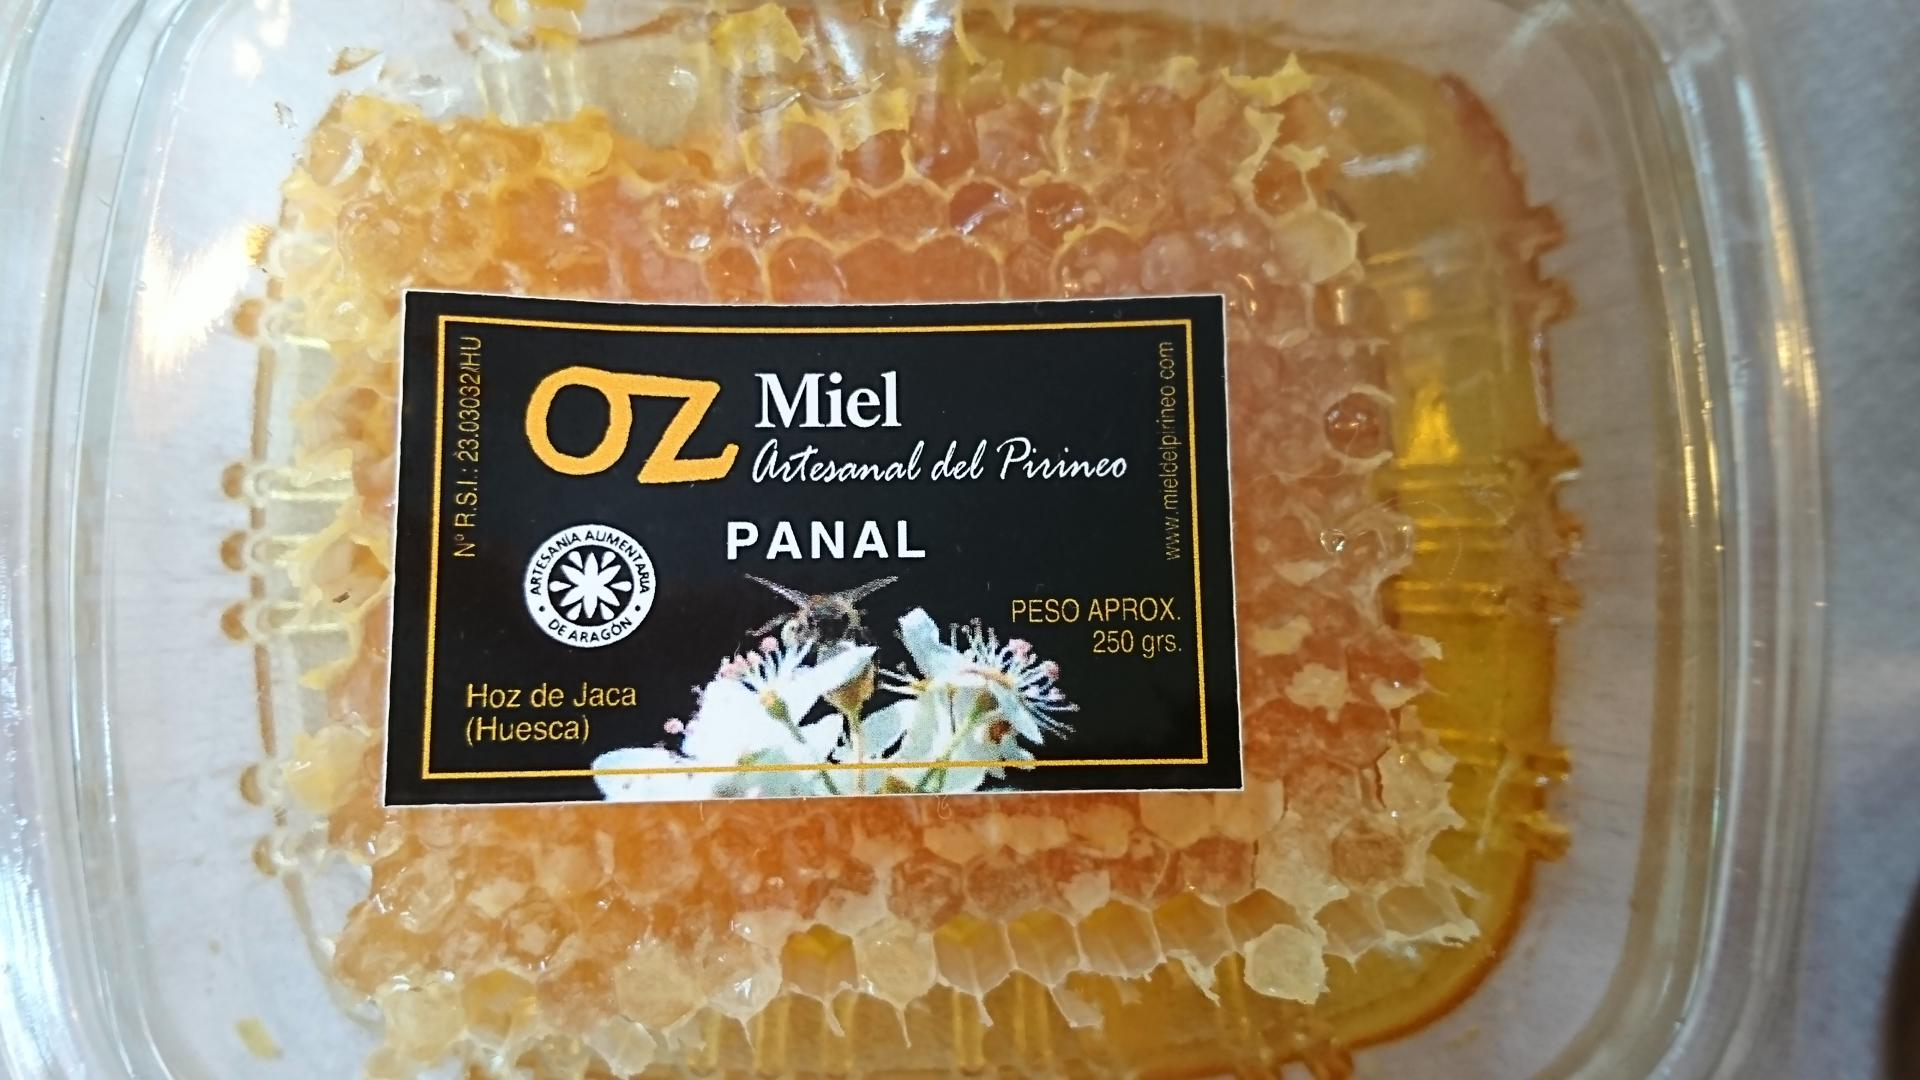 Nº R.S.I.: 23.03032/HU
OZ
Miel
Artesanal del Pirineo
PANAL
ARTESANÍA ALIMENTARIA
• DE ARAGÓN •
PESO APROX.
250 grs.
Hoz de Jaca
(Huesca)
www.mieldelpirineo.com